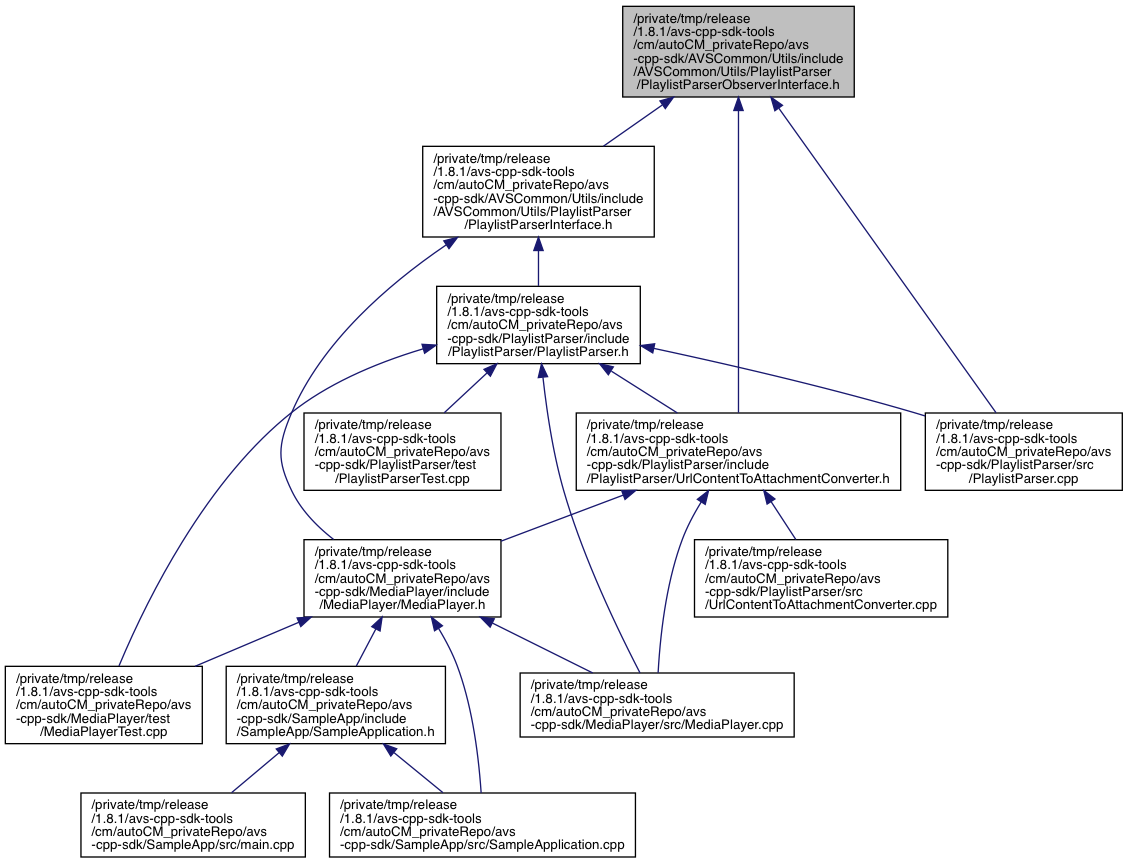 /private/tmp/release
/1.8.1/avs-cpp-sdk-tools
/cm/autoCM_privateRepo/avs
-cpp-sdk/AVSCommon/Utils/include
/AVSCommon/Utils/PlaylistParser
/PlaylistParserObserverInterface.h
/private/tmp/release
/1.8.1/avs-cpp-sdk-tools
/cm/autoCM_privateRepo/avs
-cpp-sdk/AVSCommon/Utils/include
/AVSCommon/Utils/PlaylistParser
/PlaylistParserInterface.h
/private/tmp/release
/1.8.1/avs-cpp-sdk-tools
/cm/autoCM_privateRepo/avs
-cpp-sdk/PlaylistParser/include
/PlaylistParser/PlaylistParser.h
/private/tmp/release
/1.8.1/avs-cpp-sdk-tools
/cm/autoCM_privateRepo/avs
-cpp-sdk/PlaylistParser/test
/PlaylistParserTest.cpp
/private/tmp/release
/1.8.1/avs-cpp-sdk-tools
/cm/autoCM_privateRepo/avs
-cpp-sdk/PlaylistParser/include
/PlaylistParser/UrlContentToAttachmentConverter.h
/private/tmp/release
/1.8.1/avs-cpp-sdk-tools
/cm/autoCM_privateRepo/avs
-cpp-sdk/PlaylistParser/src
/PlaylistParser.cpp
/private/tmp/release
/1.8.1/avs-cpp-sdk-tools
/cm/autoCM_privateRepo/avs
-cpp-sdk/MediaPlayer/include
/MediaPlayer/MediaPlayer.h
/private/tmp/release
/1.8.1/avs-cpp-sdk-tools
/cm/autoCM_privateRepo/avs
-cpp-sdk/PlaylistParser/src
/UrlContentToAttachmentConverter.cpp
/private/tmp/release
/1.8.1/avs-cpp-sdk-tools
/cm/autoCM_privateRepo/avs
-cpp-sdk/MediaPlayer/test
/MediaPlayerTest.cpp
/private/tmp/release
/1.8.1/avs-cpp-sdk-tools
/cm/autoCM_privateRepo/avs
-cpp-sdk/SampleApp/include
/SampleApp/SampleApplication.h
/private/tmp/release
/1.8.1/avs-cpp-sdk-tools
/cm/autoCM_privateRepo/avs
-cpp-sdk/MediaPlayer/src/MediaPlayer.cpp
/private/tmp/release
/1.8.1/avs-cpp-sdk-tools
/cm/autoCM_privateRepo/avs
-cpp-sdk/SampleApp/src/main.cpp
/private/tmp/release
/1.8.1/avs-cpp-sdk-tools
/cm/autoCM_privateRepo/avs
-cpp-sdk/SampleApp/src/SampleApplication.cpp